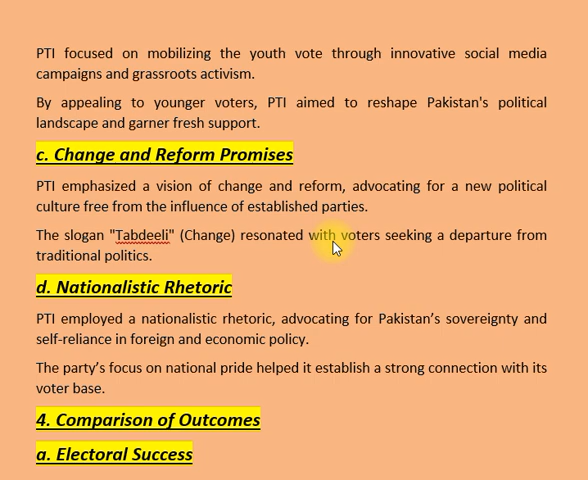 PTI focused on mobilizing the youth vote through innovative social media
campaigns and grassroots activism.
By appealing to younger voters, PTI aimed to reshape Pakistan's political
landscape and garner fresh support.
c. Change and Reform Promises
PTI emphasized a vision of change and reform, advocating for a new political
culture free from the influence of established parties.
The slogan "Tabdeeli" (Change) resonated with voters seeking a departure from
traditional politics.
d. Nationalistic Rhetoric
PTI employed a nationalistic rhetoric, advocating for Pakistan’s sovereignty and
self-reliance in foreign and economic policy.
The party’s focus on national pride helped it establish a strong connection with its
voter base.
4. Comparison of Outcomes
a. Electoral Success